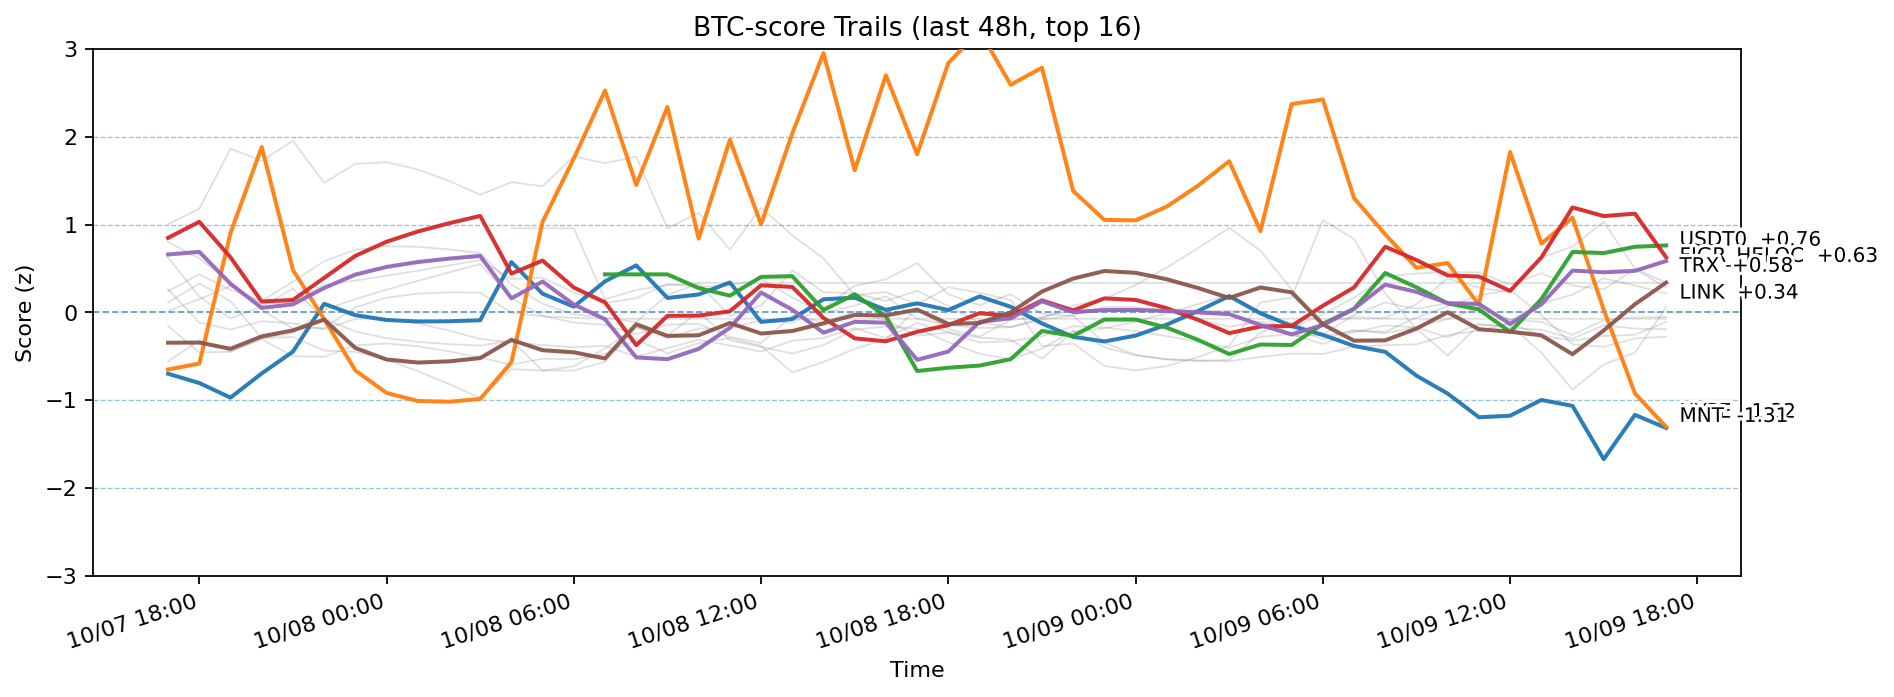 BTC-score Trails (last 48h, top 16)
Score (z)
3
2
1
0
−1
−2
−3
USDT0 +0.76
+0.63
TRX +0.58
LINK +0.34
MNT -1.31
10/07 18:00
10/08 00:00
10/08 06:00
10/08 12:00
10/08 18:00
10/09 00:00
10/09 06:00
10/09 12:00
10/09 18:00
Time